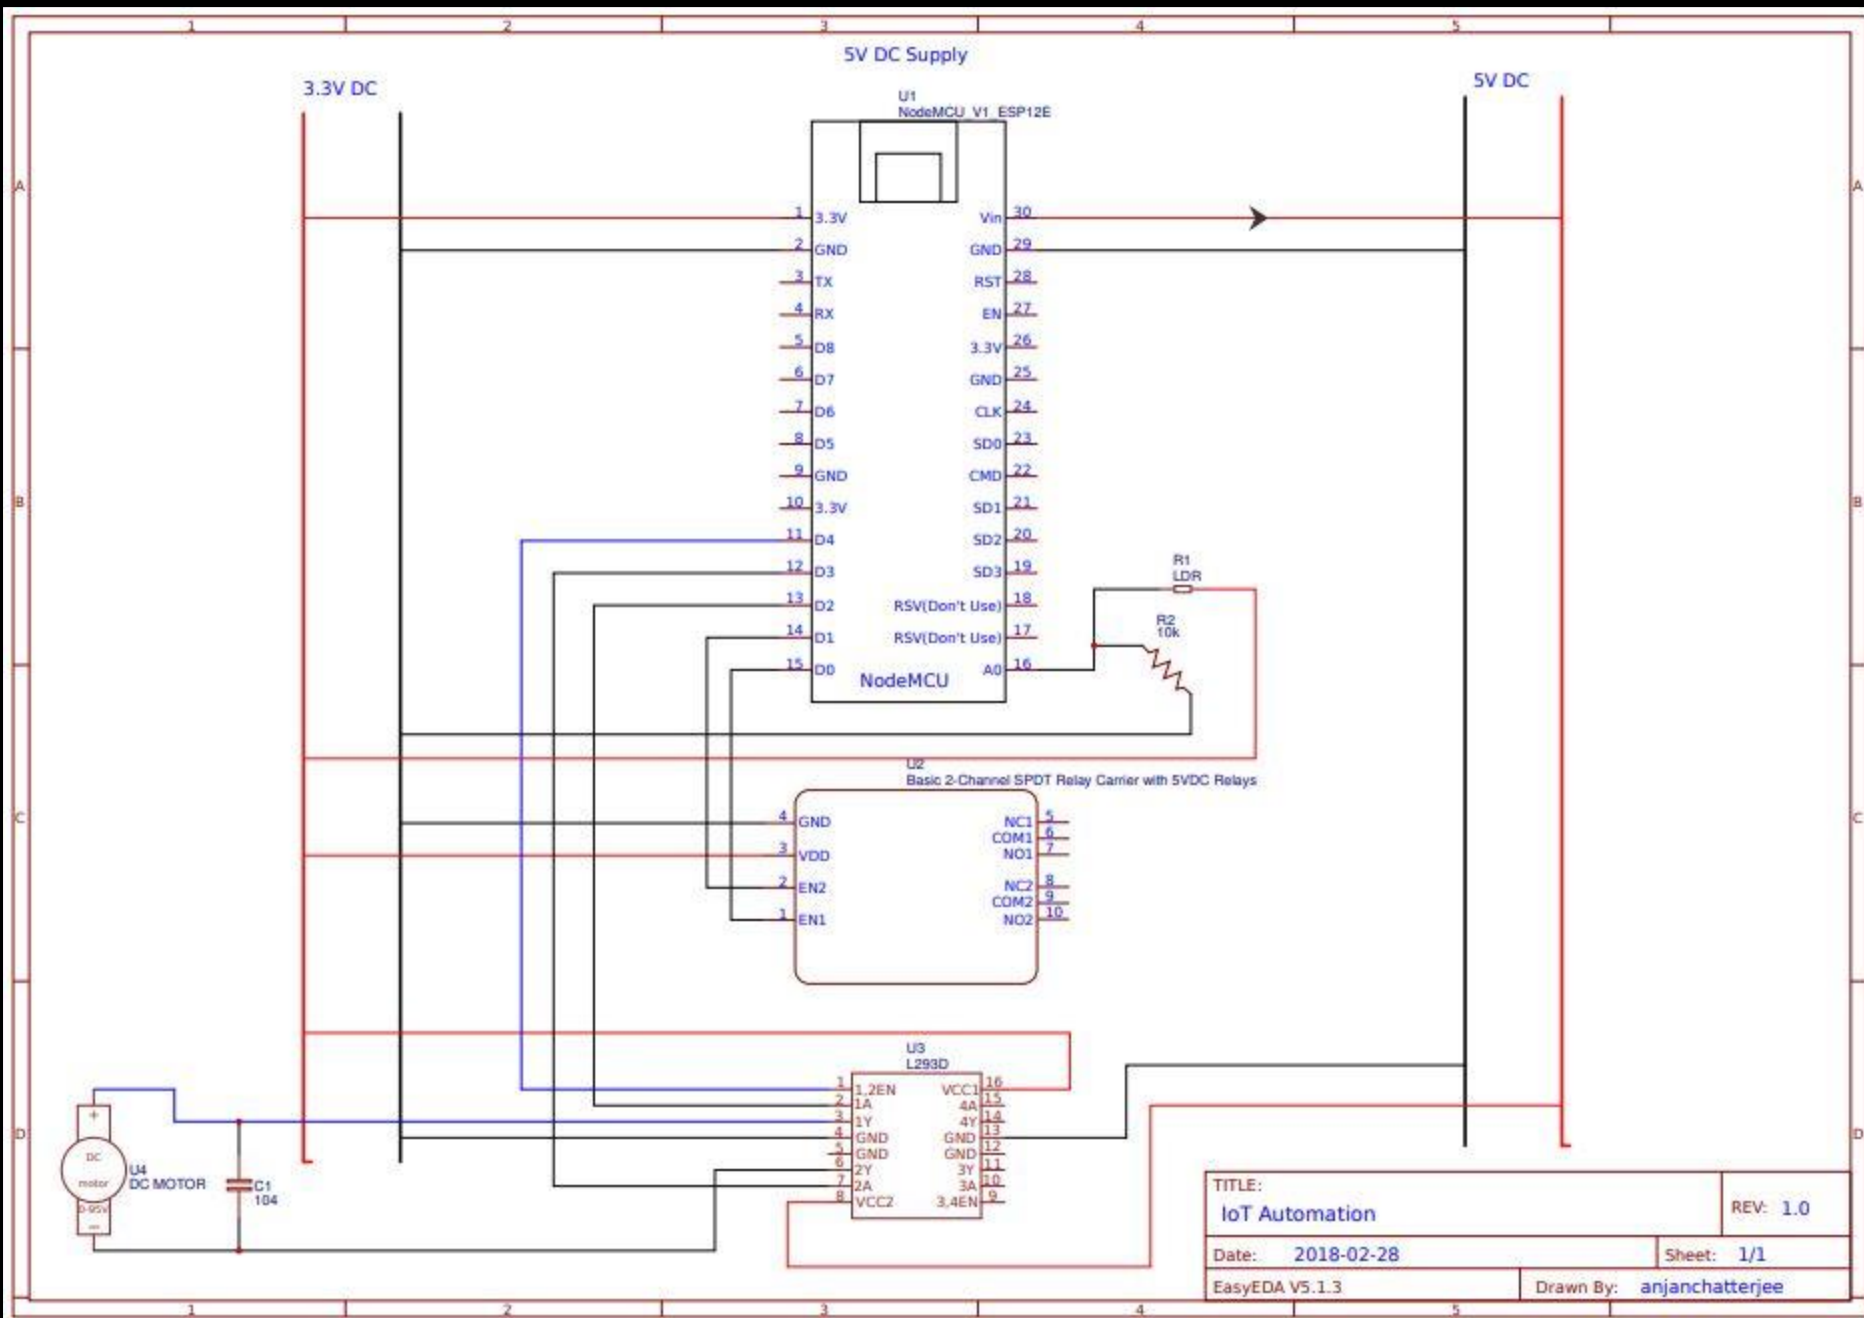 1 2 3 4 5
5V DC Supply
3.3V DC
5V DC
U1
NodeMCU_V1_ESP12E
A
A
1 3.3V Vin 30
2 GND GND 29
3 TX RST 28
4 RX EN 27
5 D8 3.3V 26
6 D7 GND 25
7 D6 CLK 24
8 D5 SD0 23
9 GND CMD 22
B
B
10 3.3V SD1 21
11 D4 SD2 20
12 D3 SD3 19
13 D2 RSV(Don't Use) 18
14 D1 RSV(Don't Use) 17
15 D0 A0 16
NodeMCU
R1
LDR
R2
10k
U2
Basic 2-Channel SPDT Relay Carrier with 5VDC Relays
C
C
4 GND NC1 5
COM1 6
3 VDD NO1 7
2 EN2 NC2 8
COM2 9
1 EN1 NO2 10
U3
L293D
1 1,2EN VCC1 16
2 1A 4A 15
3 1Y 4Y 14
4 GND GND 13
5 GND GND 12
6 2Y 3Y 11
7 2A 3A 10
8 VCC2 3,4EN 9
D
D
+
DC
motor
0-95V
−
U4
DC MOTOR
C1
104
TITLE:
IoT Automation
REV: 1.0
Date: 2018-02-28
Sheet: 1/1
EasyEDA V5.1.3
Drawn By: anjanchatterjee
1 2 3 4 5